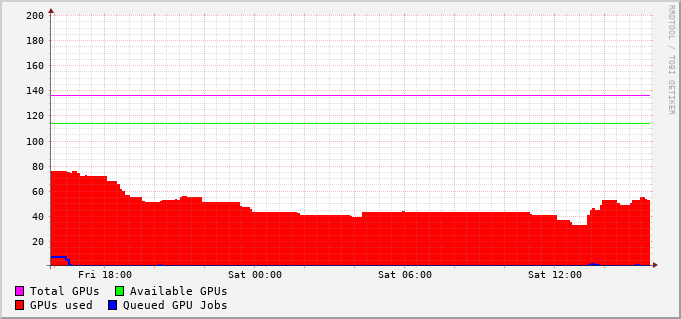 200
180
160
140
120
100
80
60
40
20
Fri 18:00 Sat 00:00 Sat 06:00 Sat 12:00
Total GPUs Available GPUs
GPUs used Queued GPU Jobs
RRDTOOL / TOBI OETIKER